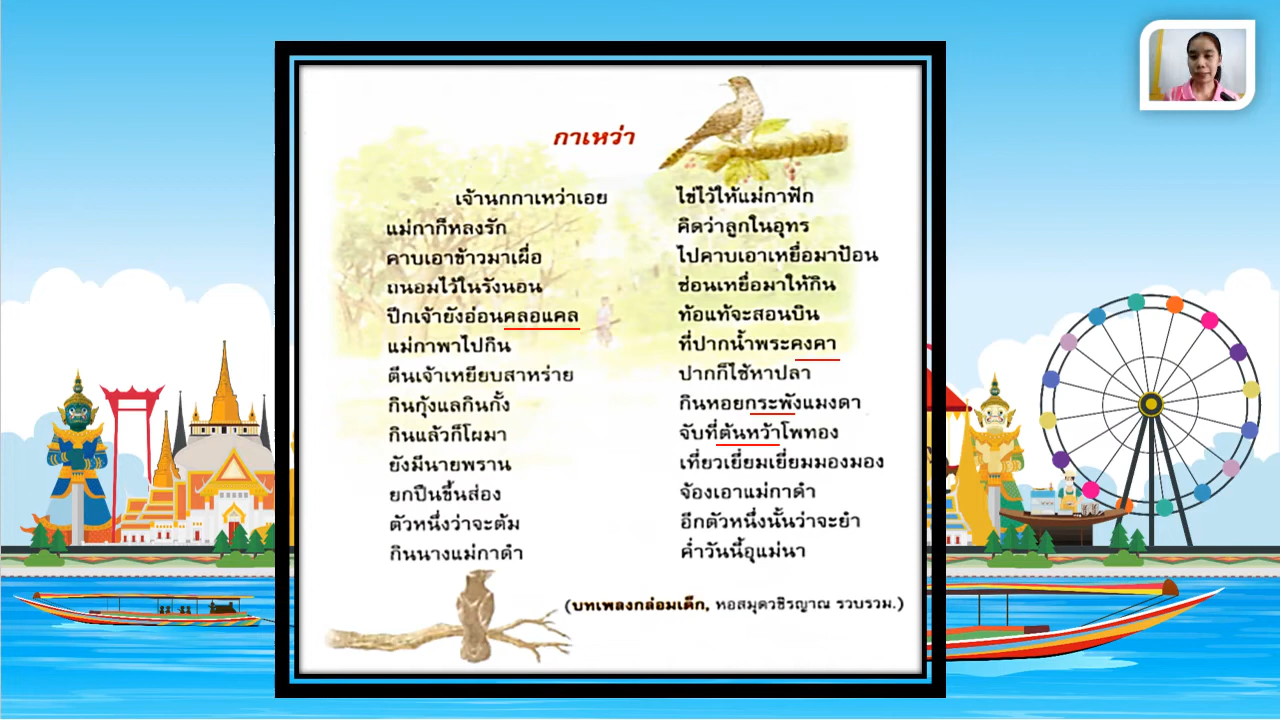 กาเหว่า
เจ้านกกาเหว่าเอย ไข่ไว้ให้แม่กาฟัก
แม่กาก็หลงรัก คิดว่าลูกในอุทร
คาบเอาข้าวมาเผื่อ ไปคาบเอาเหยื่อมาป้อน
ถนอมไว้ในรังนอน ซ่อนเหยื่อมาให้กิน
ปีกเจ้ายังอ่อนคลอแคล ท้อแท้จะสอนบิน
แม่กาพาไปกิน ที่ปากน้ำพระคงคา
ตีนเจ้าเหยียบสาหร่าย ปากก็ไซ้หาปลา
กินกุ้งแลกินกั้ง กินหอยกระพังแมงดา
กินแล้วก็โผมา จับที่ต้นหว้าโพทอง
ยังมีนายพราน เที่ยวเยี่ยมเยี่ยมมองมอง
ยกปืนขึ้นส่อง จ้องเอาแม่กาดำ
ตัวหนึ่งว่าจะต้ม อีกตัวหนึ่งนั้นว่าจะยำ
กินนางแม่กาดำ ค่ำวันนี้อุแม่นา
(บทเพลงกล่อมเด็ก, หอสมุดวชิรญาณ รวบรวม.)